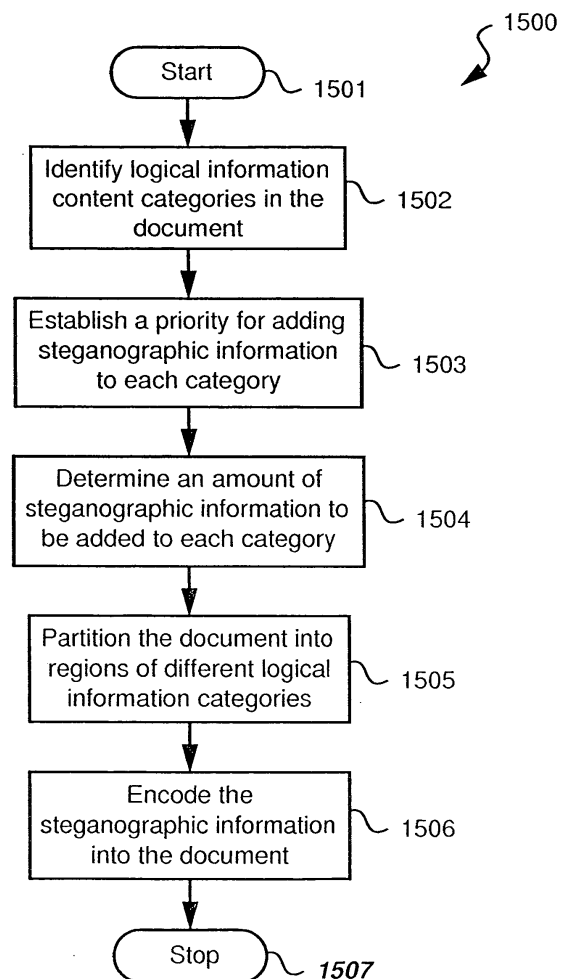 1500
Start
1501
Identify logical information
content categories in the
document
1502
Establish a priority for adding
steganographic information
to each category
1503
Determine an amount of
steganographic information to
be added to each category
1504
Partition the document into
regions of different logical
information categories
1505
Encode the
steganographic information
into the document
1506
Stop
1507